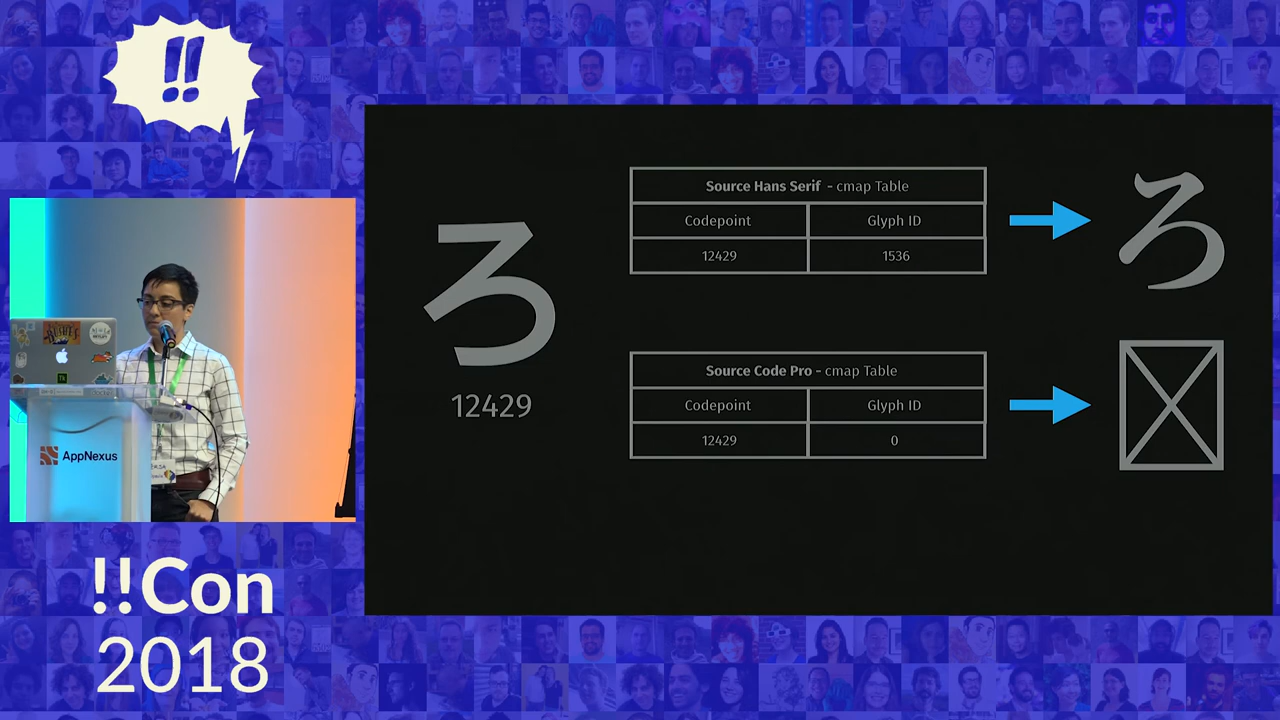 !!
ろ
12429
Source Hans Serif - cmap Table
Codepoint Glyph ID
12429 1536
ろ
Source Code Pro - cmap Table
Codepoint Glyph ID
12429 0
AppNexus
!!Con
2018